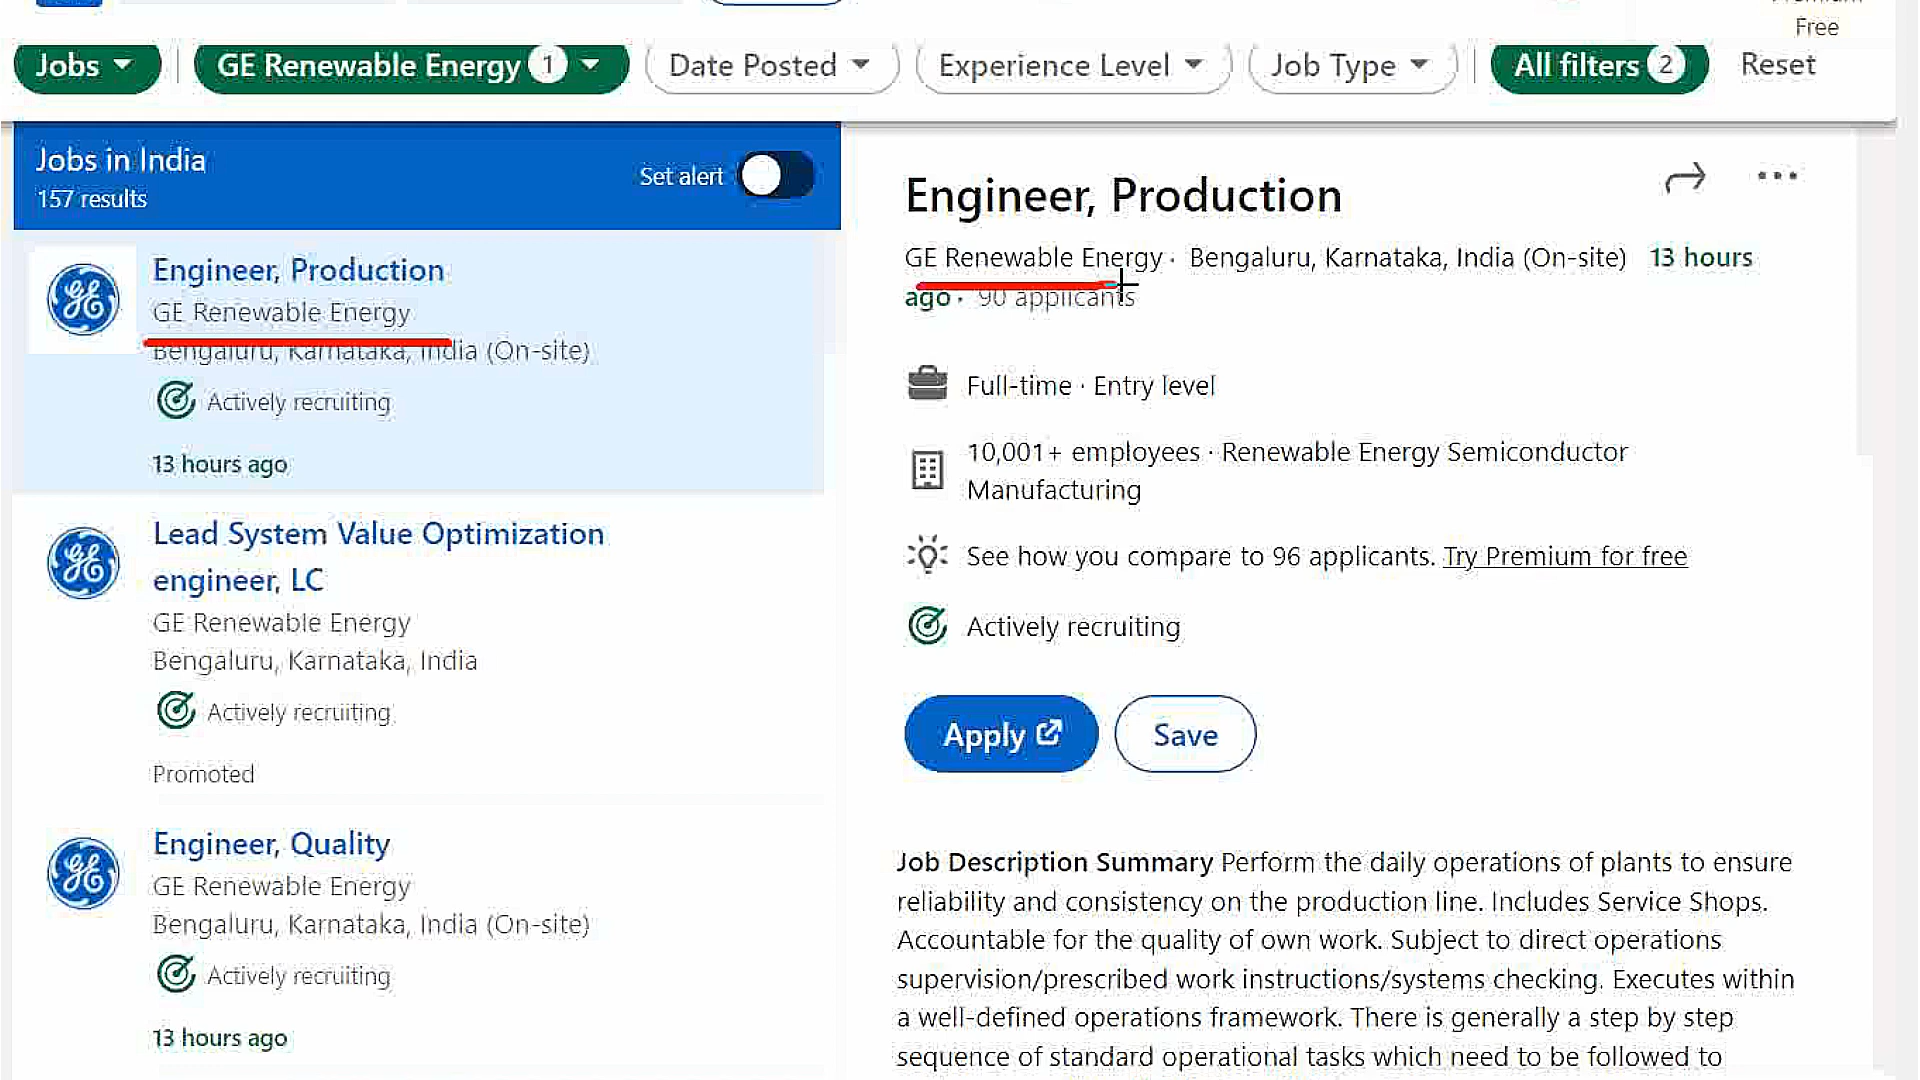 Free
Jobs
GE Renewable Energy 1
Date Posted
Experience Level
Job Type
All filters 2
Reset
Jobs in India
157 results
Set alert
Engineer, Production
GE Renewable Energy
Bengaluru, Karnataka, India (On-site)
Actively recruiting
13 hours ago
Lead System Value Optimization
engineer, LC
GE Renewable Energy
Bengaluru, Karnataka, India
Actively recruiting
Promoted
Engineer, Quality
GE Renewable Energy
Bengaluru, Karnataka, India (On-site)
Actively recruiting
13 hours ago
Engineer, Production
GE Renewable Energy · Bengaluru, Karnataka, India (On-site) 13 hours
ago · 90 applicants
Full-time · Entry level
10,001+ employees · Renewable Energy Semiconductor
Manufacturing
See how you compare to 96 applicants. Try Premium for free
Actively recruiting
Apply
Save
Job Description Summary Perform the daily operations of plants to ensure
reliability and consistency on the production line. Includes Service Shops.
Accountable for the quality of own work. Subject to direct operations
supervision/prescribed work instructions/systems checking. Executes within
a well-defined operations framework. There is generally a step by step
sequence of standard operational tasks which need to be followed to